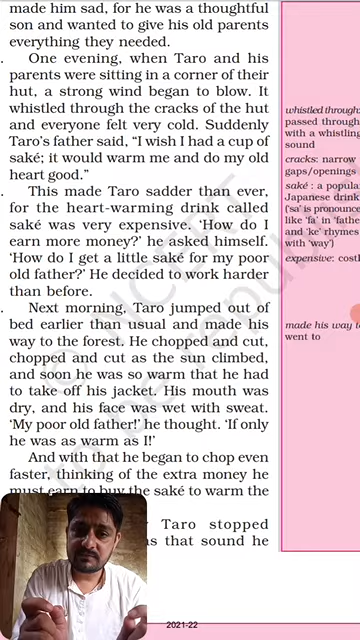 made him sad, for he was a thoughtful
son and wanted to give his old parents
everything they needed.
One evening, when Taro and his
parents were sitting in a corner of their
hut, a strong wind began to blow. It
whistled through the cracks of the hut
and everyone felt very cold. Suddenly
Taro's father said, “I wish I had a cup of
saké; it would warm me and do my old
heart good.”
This made Taro sadder than ever,
for the heart-warming drink called
saké was very expensive. ‘How do I
earn more money?’ he asked himself.
‘How do I get a little saké for my poor
old father?’ He decided to work harder
than before.
Next morning, Taro jumped out of
bed earlier than usual and made his
way to the forest. He chopped and cut,
chopped and cut as the sun climbed,
and soon he was so warm that he had
to take off his jacket. His mouth was
dry, and his face was wet with sweat.
‘My poor old father!’ he thought. ‘If only
he was as warm as I!’
And with that he began to chop even
faster, thinking of the extra money he
must earn to buy the saké to warm the
Taro stopped
s that sound he
whistled through:
passed through
with a whistling
sound
cracks: narrow
gaps/openings
saké : a popula
Japanese drink
(‘sa’ is pronounce
like ‘fa’ in ‘fathe
and ‘ke’ rhymes
with ‘way’)
expensive: costl
made his way to
went to
2021-22